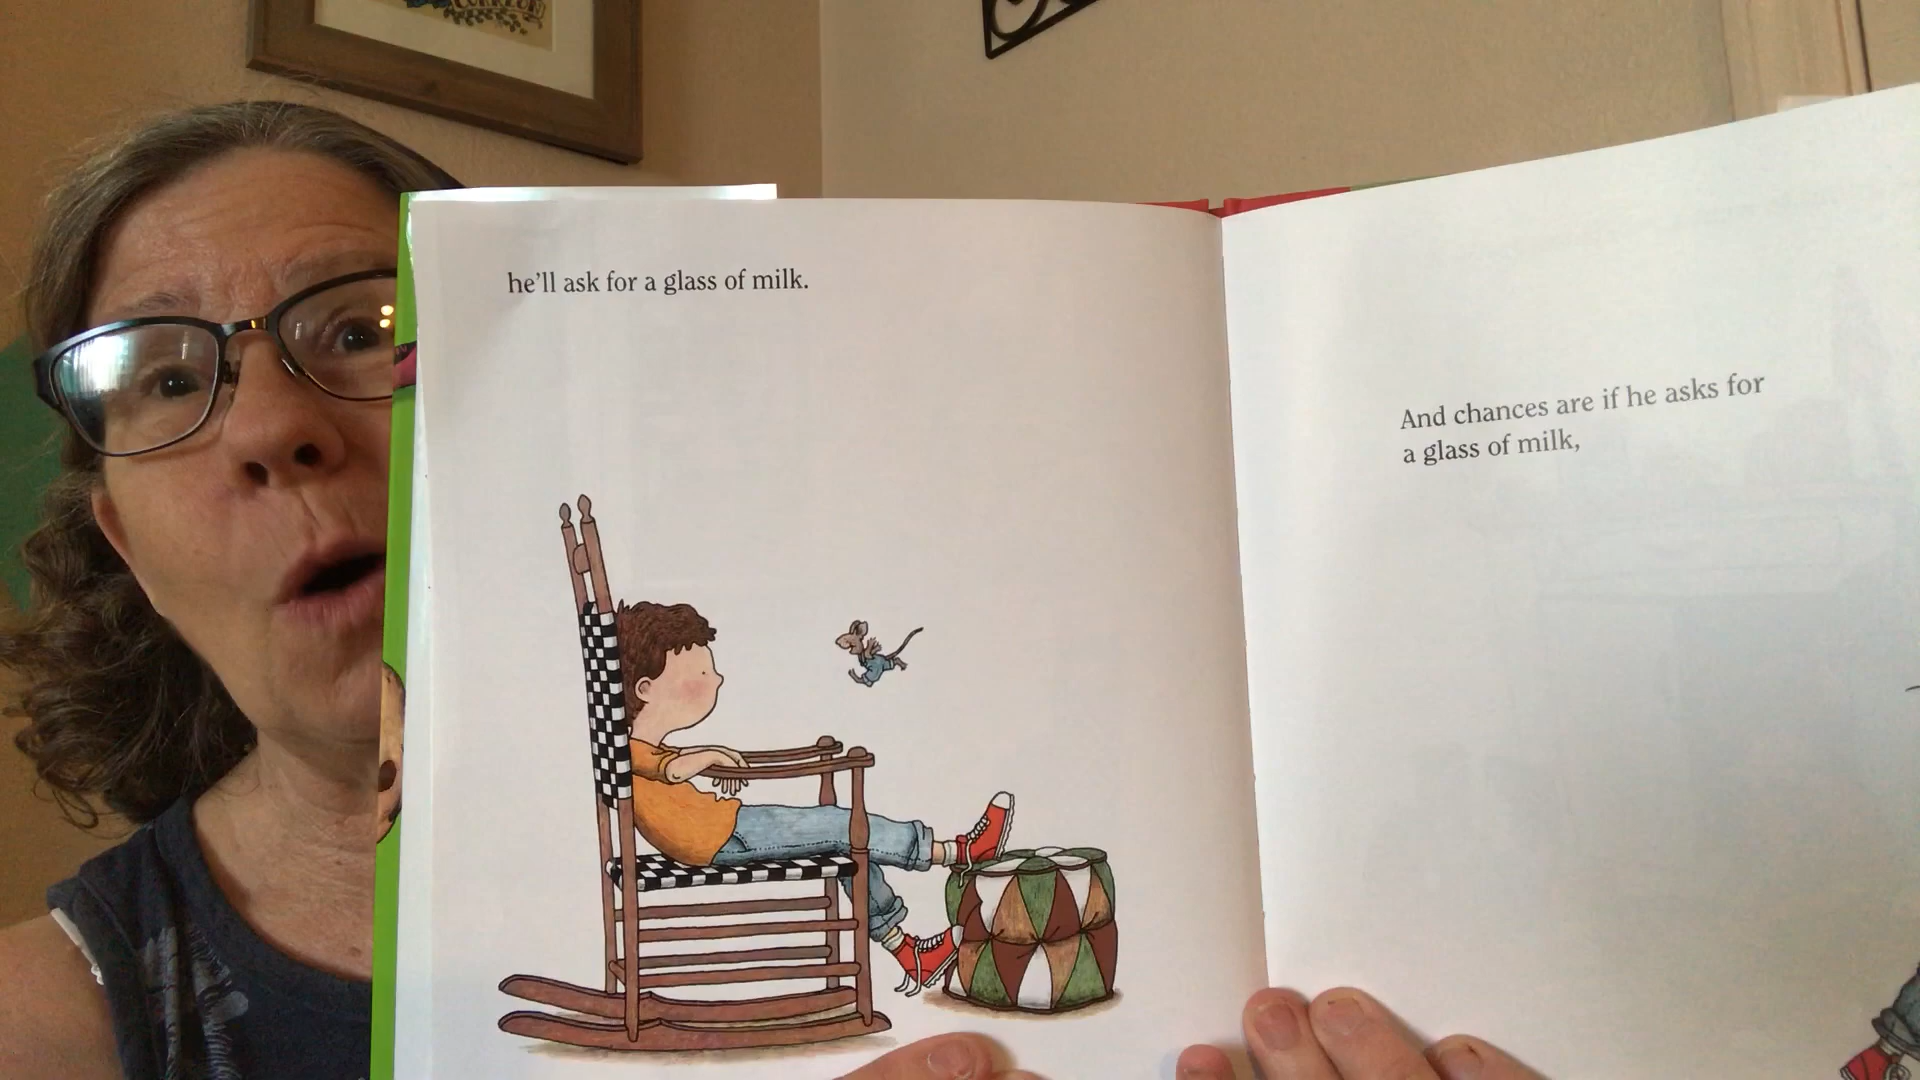 he'll ask for a glass of milk.
And chances are if he asks for
a glass of milk,